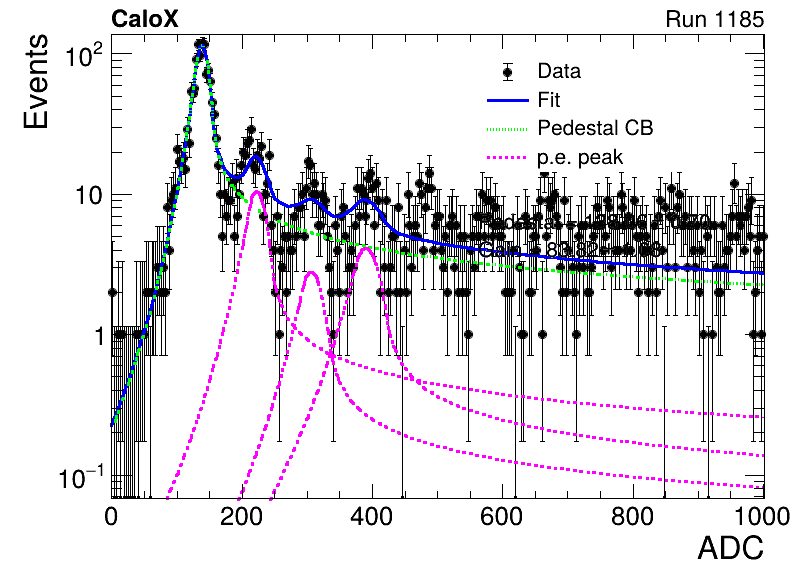 CaloX
Run 1185
Events
Data
Fit
Pedestal CB
p.e. peak
10²
10
1
10⁻¹
0
200
400
600
800
1000
ADC